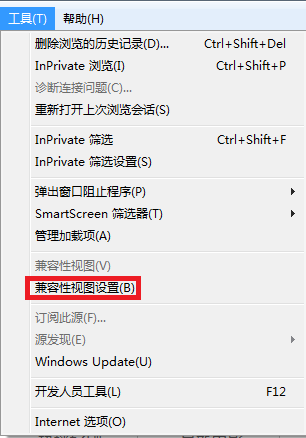 工具(T) 帮助(H)
删除浏览的历史记录(D)... Ctrl+Shift+Del
InPrivate 浏览(I) Ctrl+Shift+P
诊断连接问题(C)...
重新打开上次浏览会话(S)
InPrivate 筛选 Ctrl+Shift+F
InPrivate 筛选设置(S)
弹出窗口阻止程序(P)
SmartScreen 筛选器(T)
管理加载项(A)
兼容性视图(V)
兼容性视图设置(B)
订阅此源(F)...
源发现(E)
Windows Update(U)
开发人员工具(L) F12
Internet 选项(O)